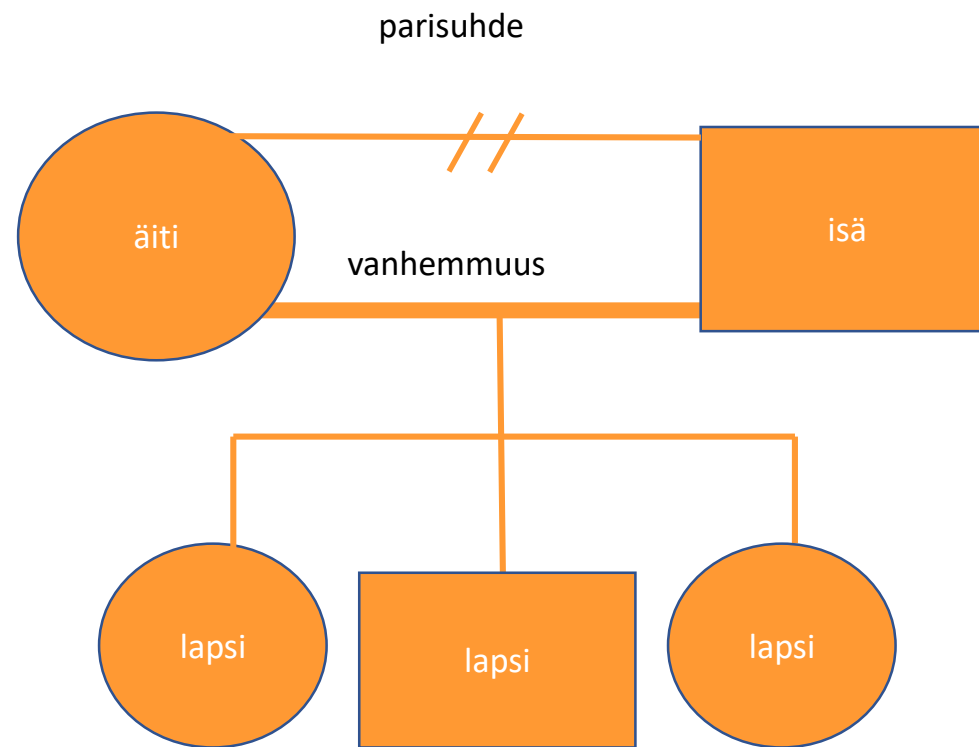 parisuhde
äiti
isä
vanhemmuus
lapsi
lapsi
lapsi